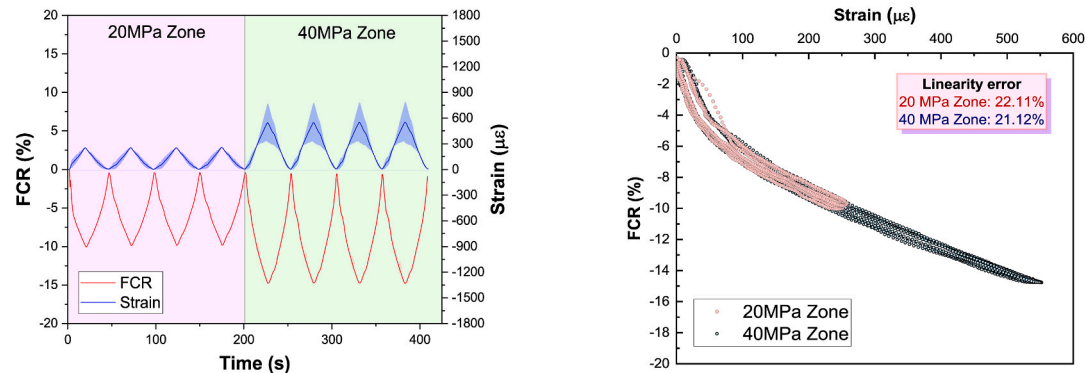 20MPa Zone
40MPa Zone
FCR (%)
20
15
10
5
0
-5
-10
-15
-20
1800
1500
1200
900
600
300
0
-300
-600
-900
-1200
-1500
-1800
Strain (με)
FCR
Strain
0 100 200 300 400
Time (s)
Strain (με)
0 100 200 300 400 500 600
FCR (%)
0
-2
-4
-6
-8
-10
-12
-14
-16
-18
-20
Linearity error
20 MPa Zone: 22.11%
40 MPa Zone: 21.12%
20MPa Zone
40MPa Zone